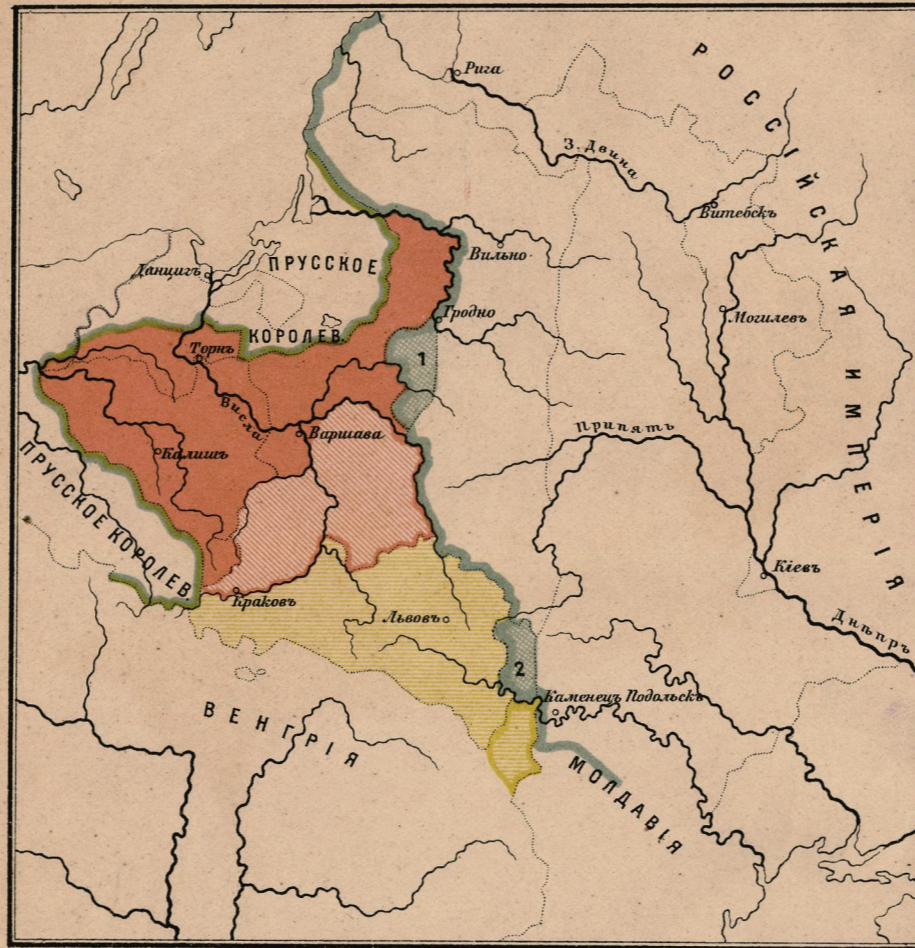 РОССІЙСКАЯ ИМПЕРІЯ
Рига
З. Двина
Витебскъ
Вильно
ПРУССКОЕ
КОРОЛЕВ.
Данцигъ
Гродно
Могилевъ
Торнъ
1
Висла
Варшава
Припять
Калишъ
ПРУССКОЕ КОРОЛЕВ.
Кіевъ
Краковъ
Львовъ
Днѣпръ
2
Каменецъ Подольскъ
ВЕНГРІЯ
МОЛДАВІЯ